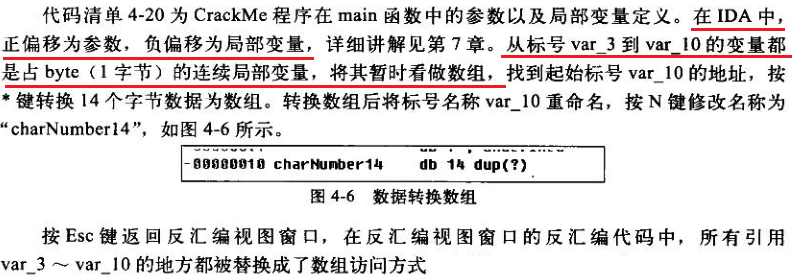 代码清单 4-20 为 CrackMe 程序在 main 函数中的参数以及局部变量定义。在 IDA 中，
正偏移为参数，负偏移为局部变量，详细讲解见第 7 章。从标号 var_3 到 var_10 的变量都
是占 byte（1 字节）的连续局部变量，将其暂时看做数组，找到起始标号 var_10 的地址，按
* 键转换 14 个字节数据为数组。转换数组后将标号名称 var_10 重命名，按 N 键修改名称为
“charNumber14”，如图 4-6 所示。
-00000010 charNumber14 db 14 dup(?)
图 4-6 数据转换数组
按 Esc 键返回反汇编视图窗口，在反汇编视图窗口的反汇编代码中，所有引用
var_3 ～ var_10 的地方都被替换成了数组访问方式